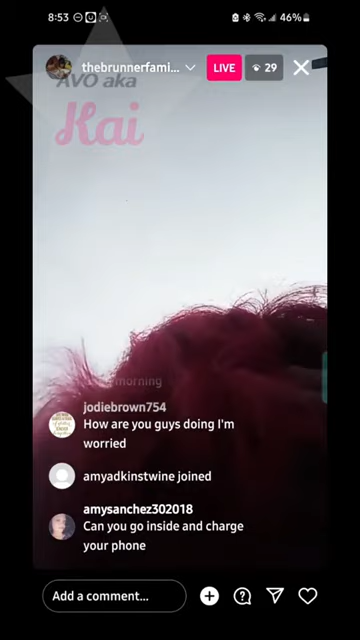 8:53
46%
thebrunnerfami...
LIVE
29
AVO aka
Kai
morning
jodiebrown754
How are you guys doing I'm
worried
amyadkinstwine joined
amysanchez302018
Can you go inside and charge
your phone
Add a comment...